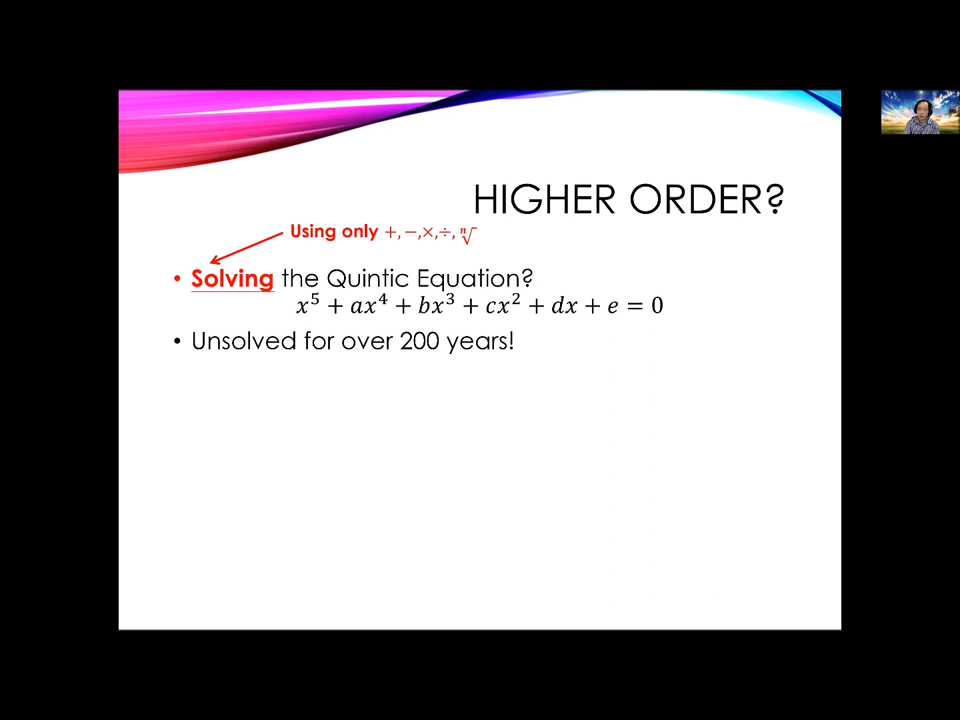 HIGHER ORDER?
Using only +, −,×,÷, ⁿ√
• Solving the Quintic Equation?
x⁵ + ax⁴ + bx³ + cx² + dx + e = 0
• Unsolved for over 200 years!